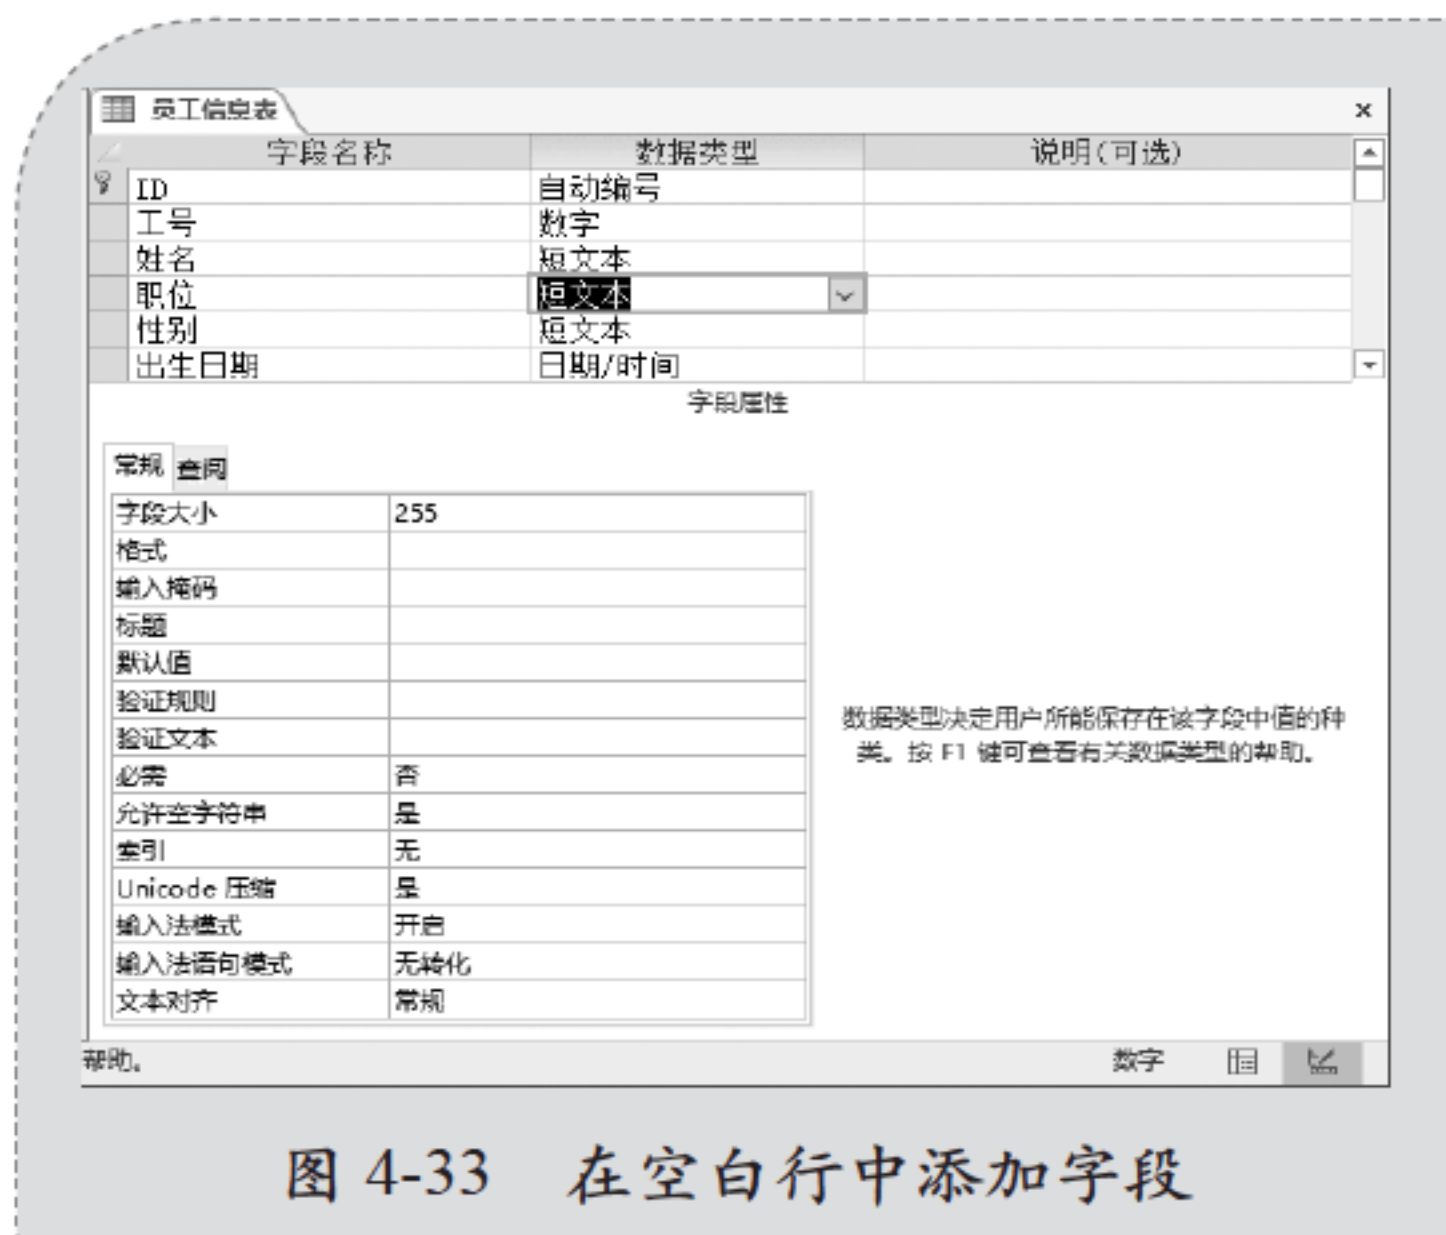 员工信息表
字段名称 数据类型 说明(可选)
ID 自动编号
工号 数字
姓名 短文本
职位 短文本
性别 短文本
出生日期 日期/时间
字段属性
常规 查阅
字段大小 255
格式
输入掩码
标题
默认值
验证规则
验证文本
必需 否
允许空字符串 是
索引 无
Unicode 压缩 是
输入法模式 开启
输入法语句模式 无转化
文本对齐 常规
数据类型决定用户所能保存在该字段中值的种
类。按 F1 键可查看有关数据类型的帮助。
帮助。 数字
图 4-33 在空白行中添加字段